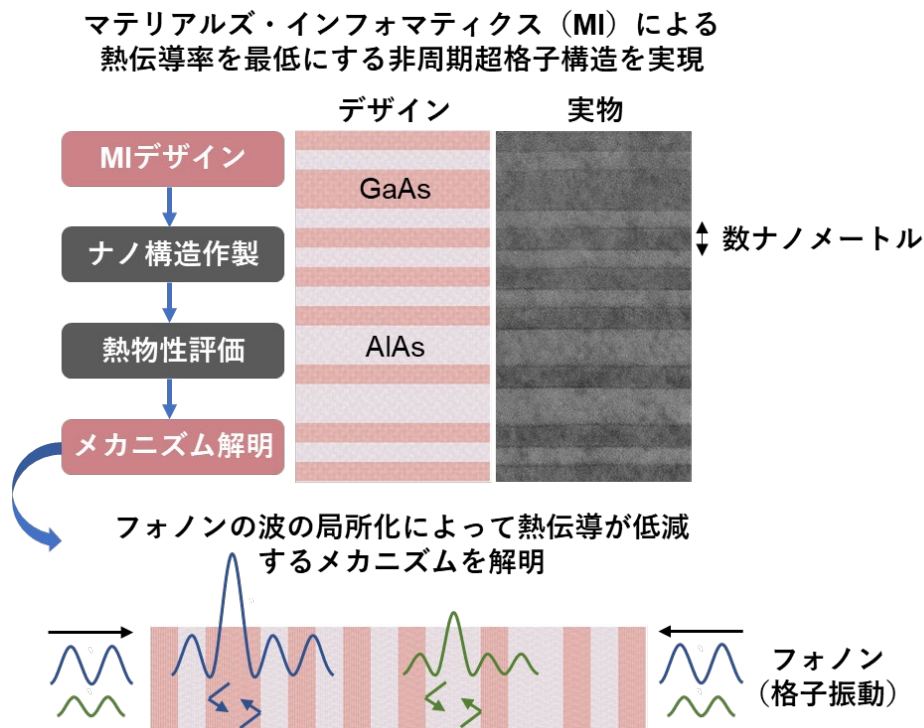 マテリアルズ・インフォマティクス（MI）による
熱伝導率を最低にする非周期超格子構造を実現
デザイン
実物
MIデザイン
GaAs
ナノ構造作製
数ナノメートル
熱物性評価
AlAs
メカニズム解明
フォノンの波の局所化によって熱伝導が低減
するメカニズムを解明
フォノン
（格子振動）